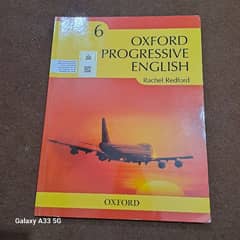 6
OXFORD
PROGRESSIVE
ENGLISH
Rachel Redford
OXFORD
Galaxy A33 5G